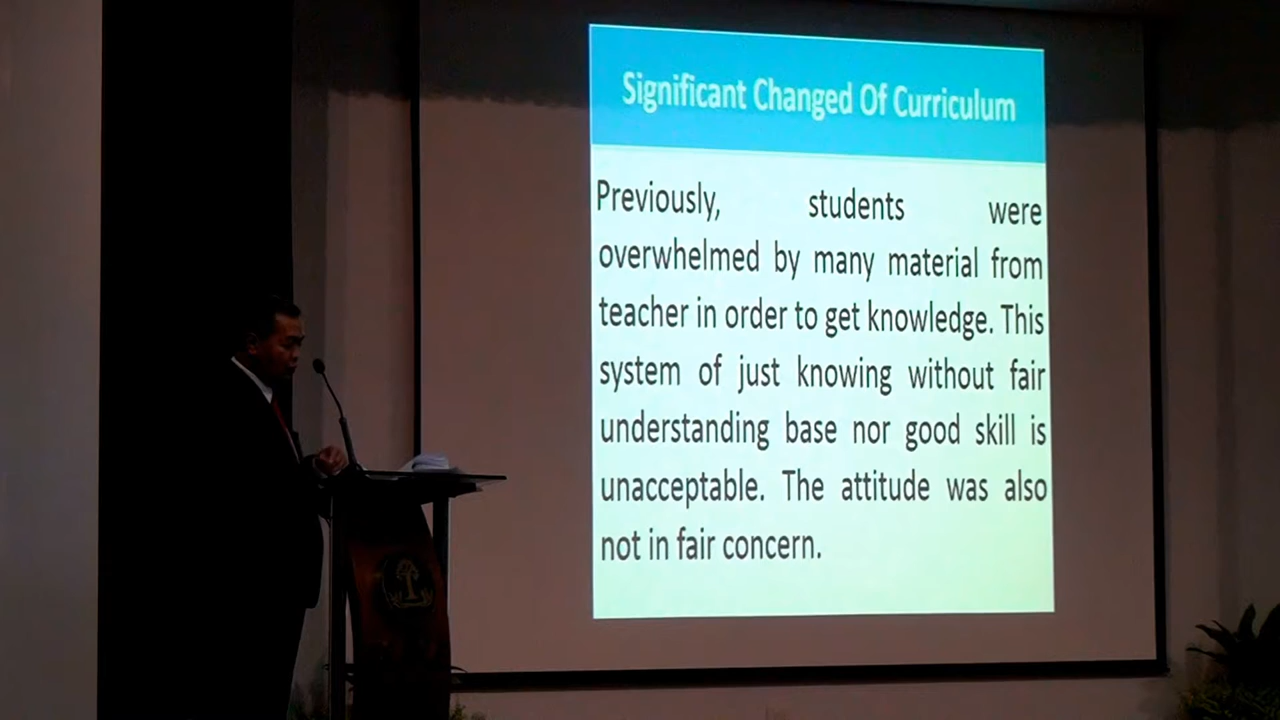 Significant Changed Of Curriculum
Previously, students were
overwhelmed by many material from
teacher in order to get knowledge. This
system of just knowing without fair
understanding base nor good skill is
unacceptable. The attitude was also
not in fair concern.